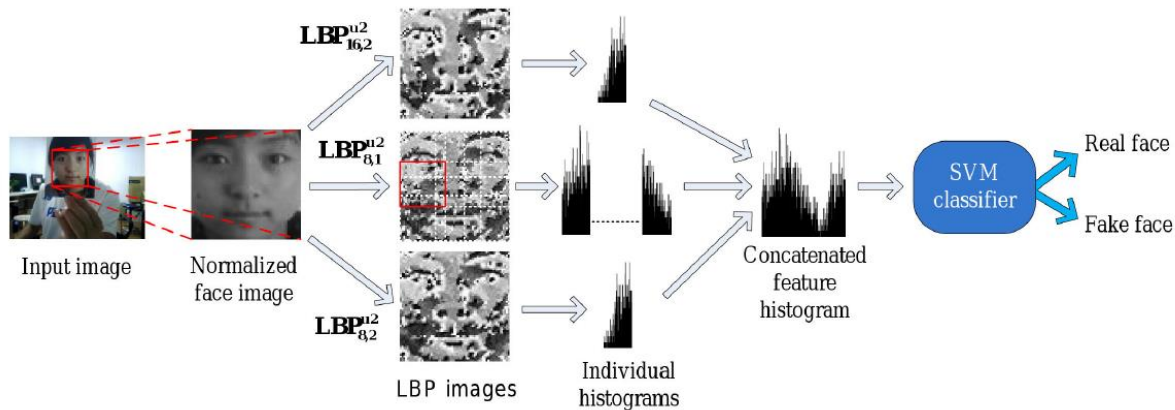 Input image
Normalized
face image
LBP^{u2}_{16,2}
LBP^{u2}_{8,1}
LBP^{u2}_{8,2}
LBP images
Individual
histograms
Concatenated
feature
histogram
SVM
classifier
Real face
Fake face